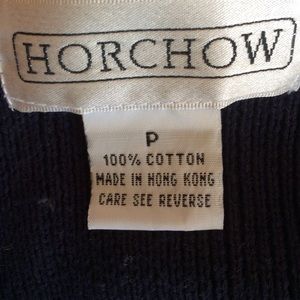 HORCHOW
P
100% COTTON
MADE IN HONG KONG
CARE SEE REVERSE